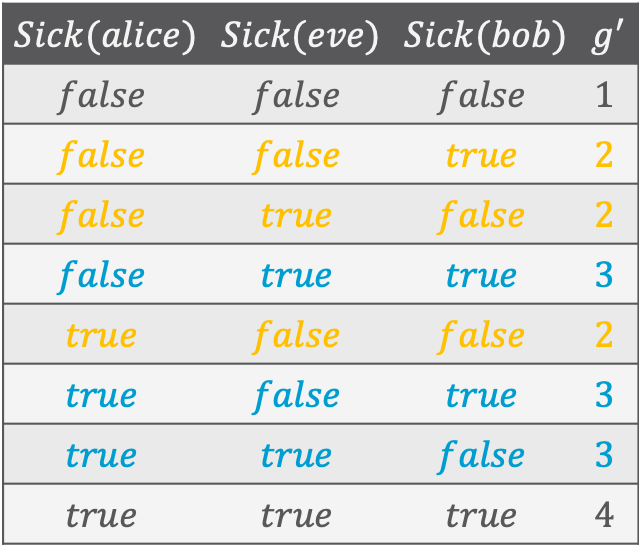 Sick(alice) Sick(eve) Sick(bob) g′
false false false 1
false false true 2
false true false 2
false true true 3
true false false 2
true false true 3
true true false 3
true true true 4